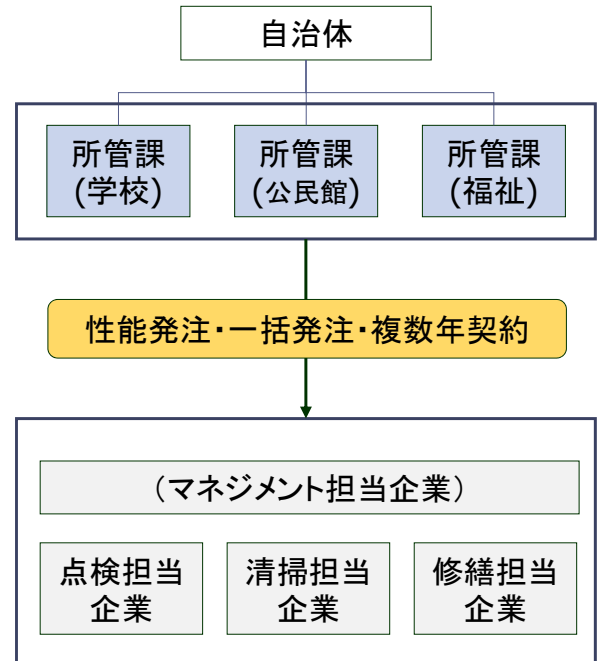 自治体
所管課
(学校)
所管課
(公民館)
所管課
(福祉)
性能発注・一括発注・複数年契約
（マネジメント担当企業）
点検担当
企業
清掃担当
企業
修繕担当
企業